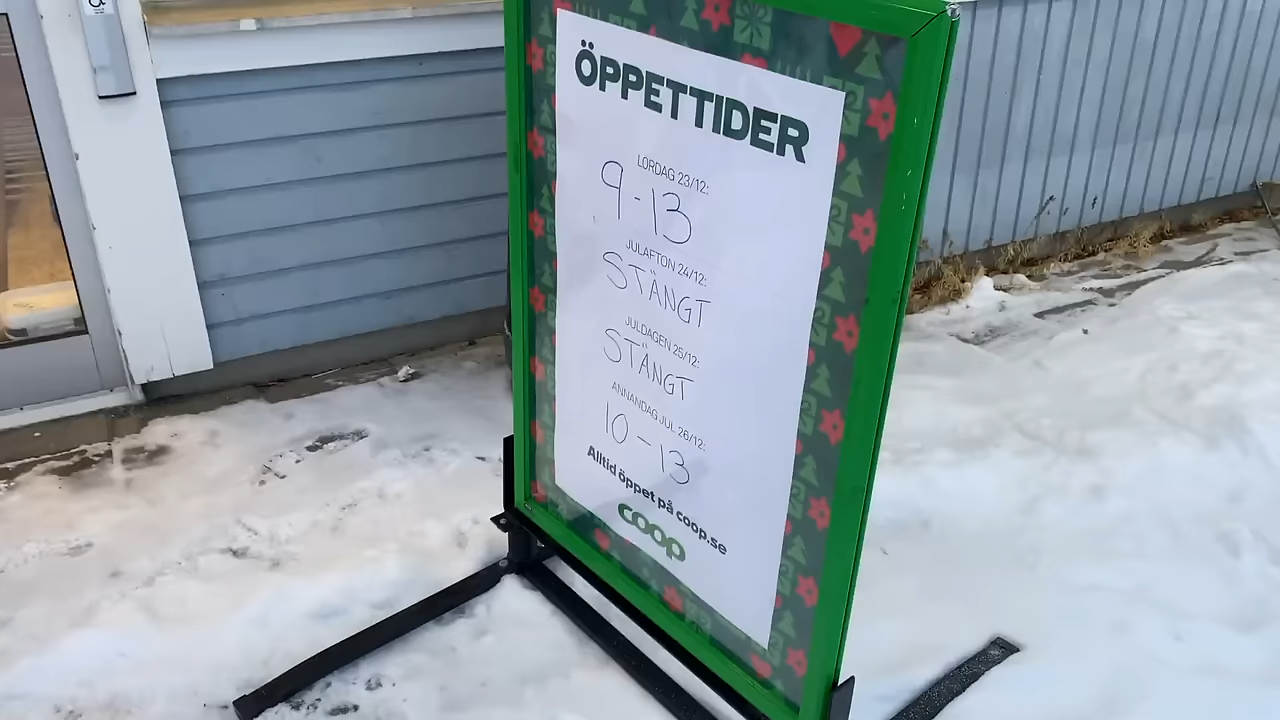 ÖPPETTIDER
LÖRDAG 23/12:
9-13
JULAFTON 24/12:
STÄNGT
JULDAGEN 25/12:
STÄNGT
ANNANDAG JUL 26/12:
10-13
Alltid öppet på coop.se
coop